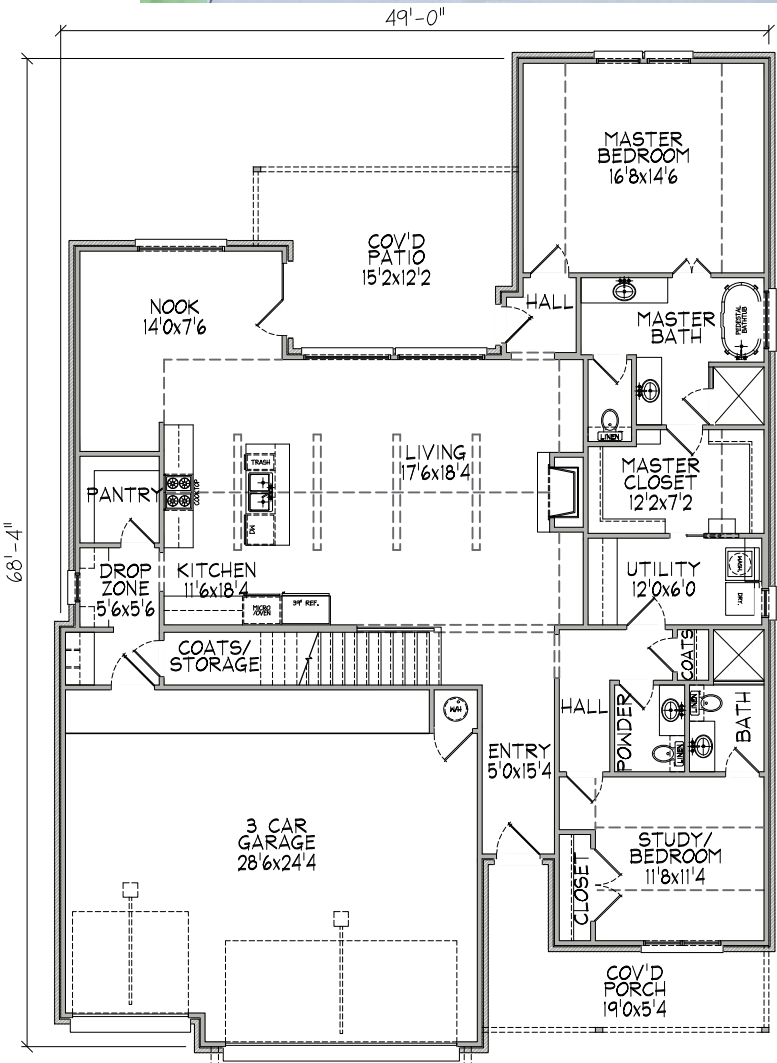 49'-0"
68'-4"
MASTER
BEDROOM
16'8x14'6
COV'D
PATIO
15'2x12'2
NOOK
14'0x7'6
HALL
MASTER
BATH
PEDESTAL
BATHTUB
LINEN
LIVING
17'6x18'4
TRASH
DW
COOKTOP
PANTRY
MASTER
CLOSET
12'2x7'2
DROP
ZONE
5'6x5'6
KITCHEN
11'6x18'4
MICRO
/OVEN
39" REF.
UTILITY
12'0x6'0
WASH.
DRY.
COATS/
STORAGE
COATS
WH
HALL
POWDER
LINEN
LINEN
BATH
ENTRY
5'0x15'4
3 CAR
GARAGE
28'6x24'4
STUDY/
BEDROOM
11'8x11'4
CLOSET
COV'D
PORCH
19'0x5'4